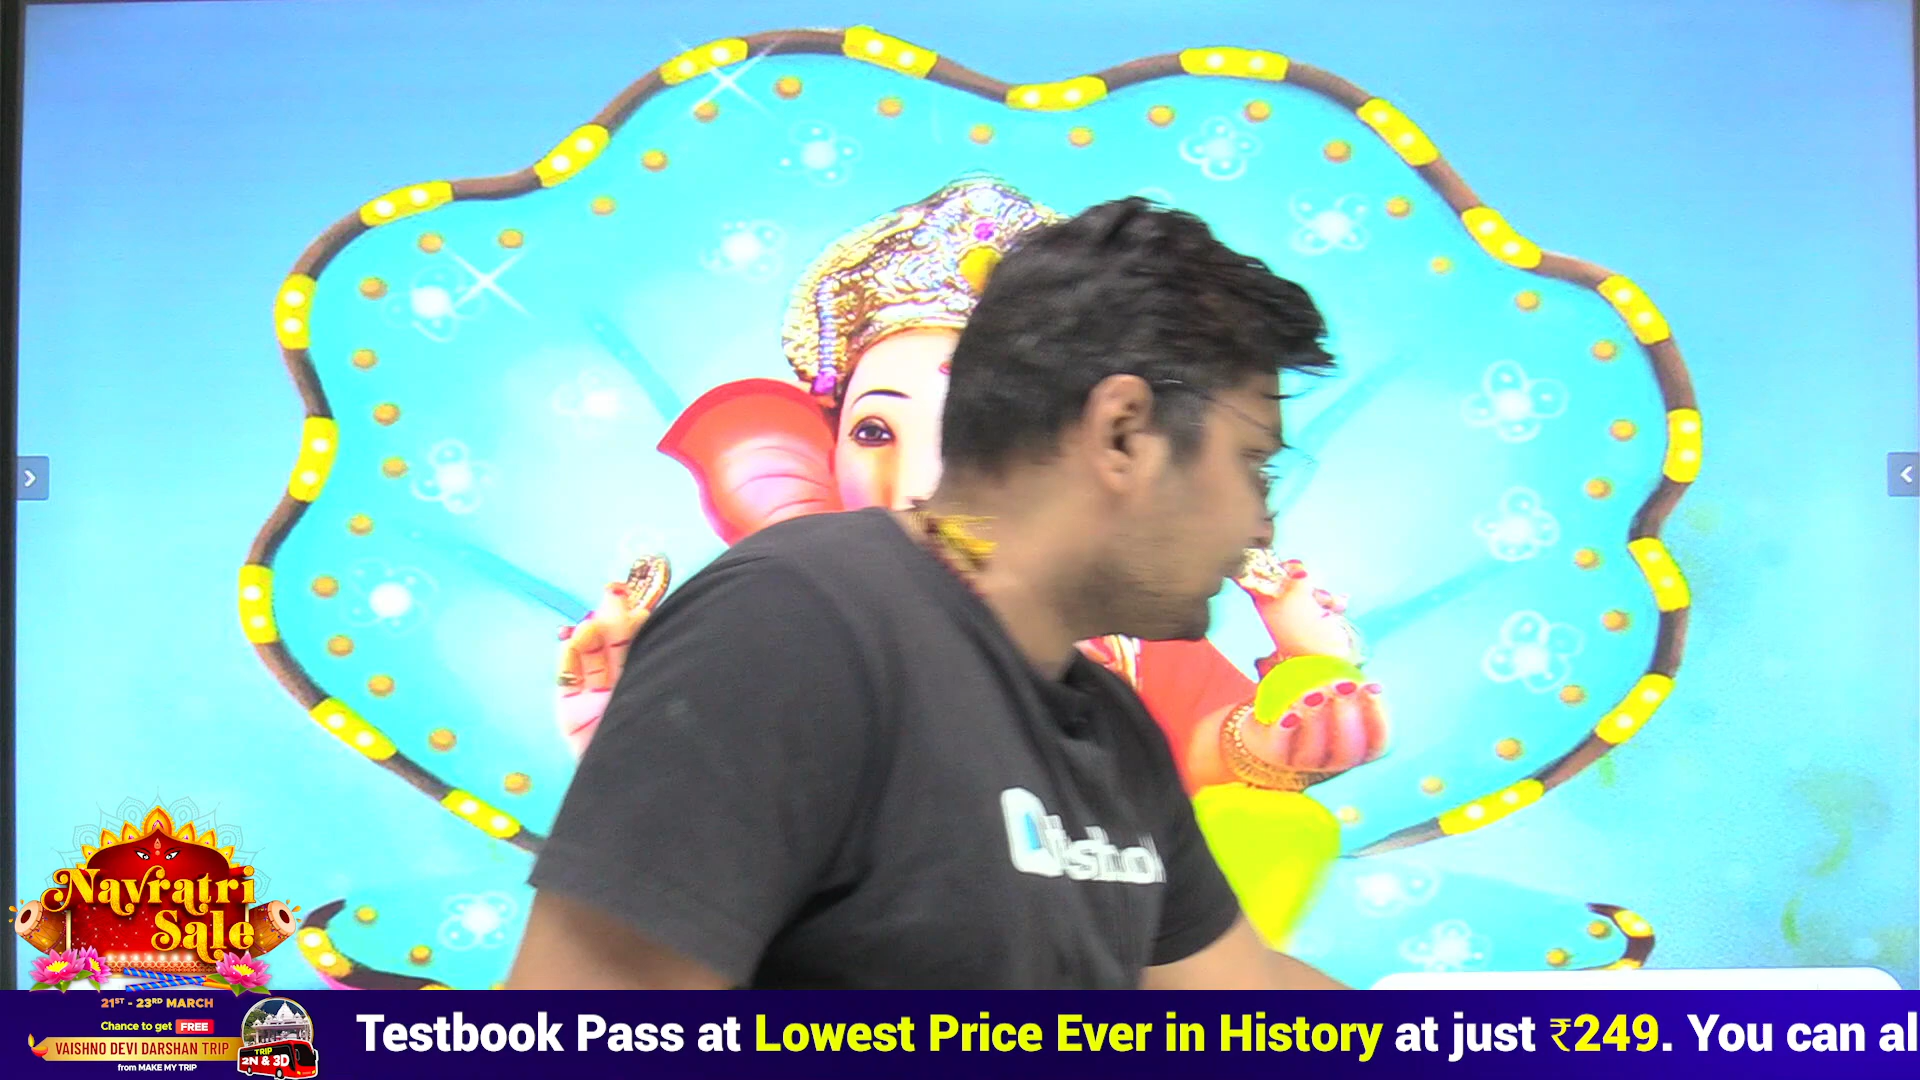 Navratri
Sale
21ST - 23RD MARCH
Chance to get FREE
VAISHNO DEVI DARSHAN TRIP
from MAKE MY TRIP
TRIP
2N & 3D
Testbook Pass at Lowest Price Ever in History at just ₹249. You can al